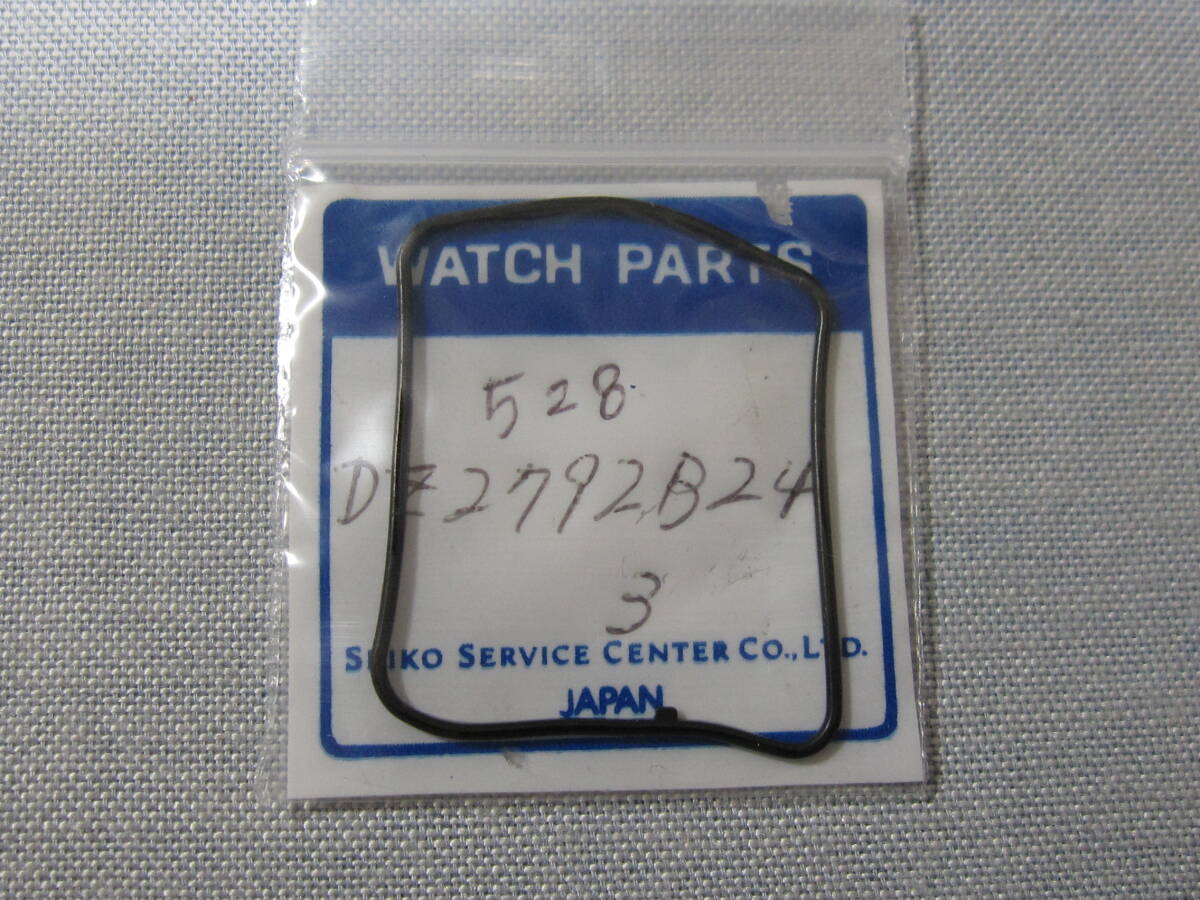 WATCH PARTS
528
DZ2792B24
3
SEIKO SERVICE CENTER CO., LTD.
JAPAN